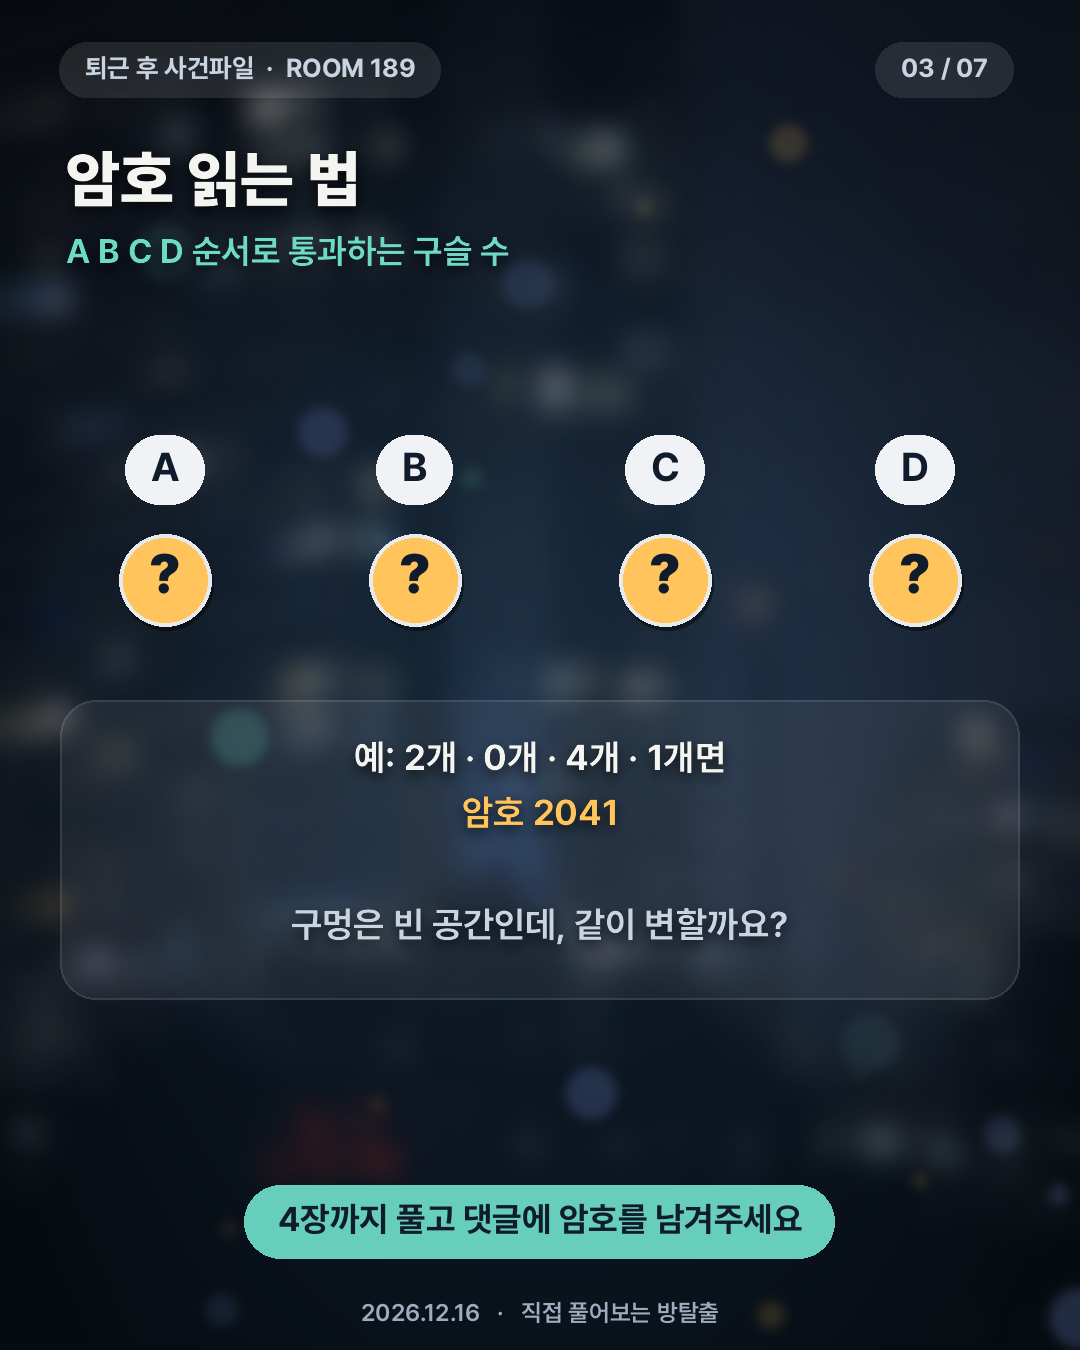 퇴근 후 사건파일 · ROOM 189
03 / 07
암호 읽는 법
A B C D 순서로 통과하는 구슬 수
A
B
C
D
?
?
?
?
예: 2개 · 0개 · 4개 · 1개면
암호 2041
구멍은 빈 공간인데, 같이 변할까요?
4장까지 풀고 댓글에 암호를 남겨주세요
2026.12.16 · 직접 풀어보는 방탈출